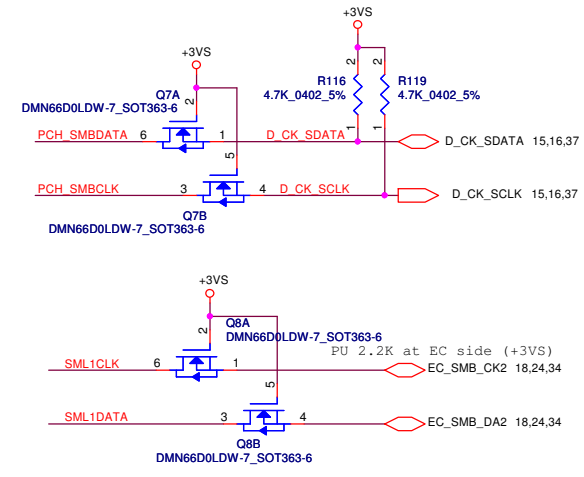 +3VS
+3VS
Q7A
DMN66D0LDW-7_SOT363-6
2
R116
4.7K_0402_5%
2
R119
4.7K_0402_5%
2
1
1
PCH_SMBDATA 6
1 D_CK_SDATA
D_CK_SDATA 15,16,37
5
PCH_SMBCLK
3
4 D_CK_SCLK
D_CK_SCLK 15,16,37
Q7B
DMN66D0LDW-7_SOT363-6
+3VS
Q8A
DMN66D0LDW-7_SOT363-6
2
PU 2.2K at EC side (+3VS)
SML1CLK
6
1
EC_SMB_CK2 18,24,34
5
SML1DATA
3
4
EC_SMB_DA2 18,24,34
Q8B
DMN66D0LDW-7_SOT363-6